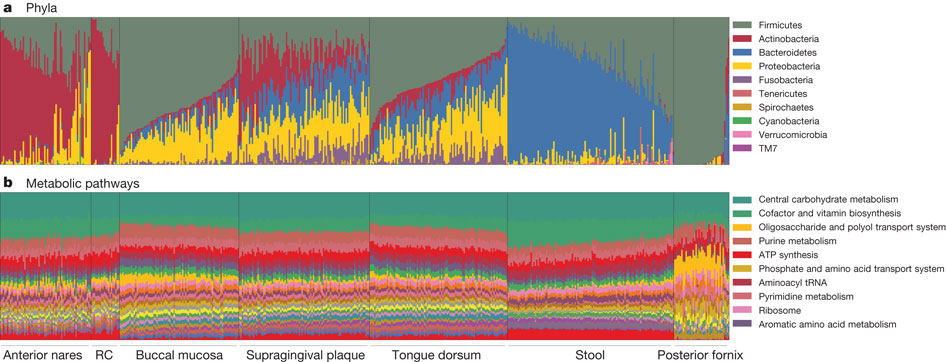 a Phyla
Firmicutes
Actinobacteria
Bacteroidetes
Proteobacteria
Fusobacteria
Tenericutes
Spirochaetes
Cyanobacteria
Verrucomicrobia
TM7
b Metabolic pathways
Central carbohydrate metabolism
Cofactor and vitamin biosynthesis
Oligosaccharide and polyol transport system
Purine metabolism
ATP synthesis
Phosphate and amino acid transport system
Aminoacyl tRNA
Pyrimidine metabolism
Ribosome
Aromatic amino acid metabolism
Anterior nares RC Buccal mucosa Supragingival plaque Tongue dorsum Stool Posterior fornix